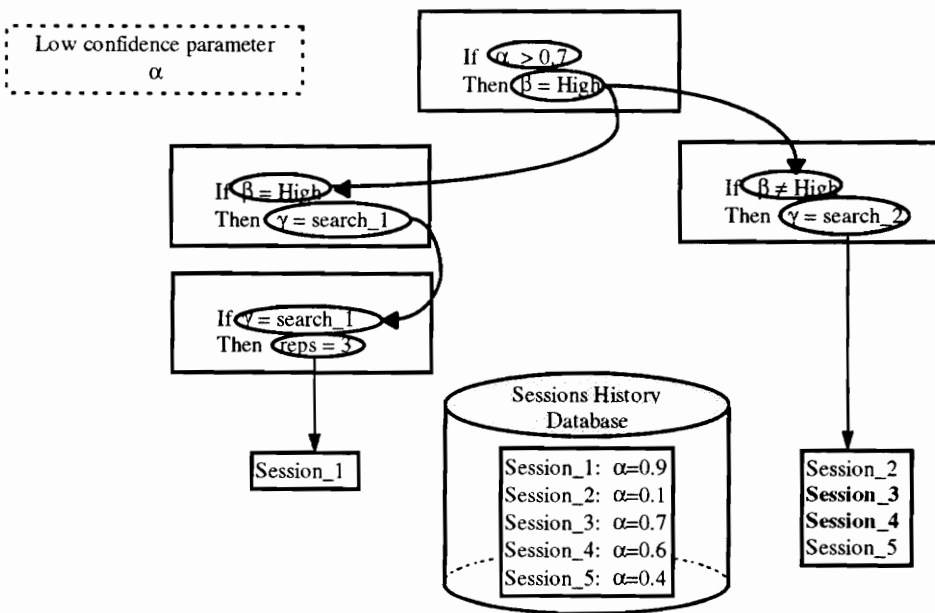 Low confidence parameter
α
If α > 0.7
Then β = High
If β = High
Then γ = search_1
If β ≠ High
Then γ = search_2
If γ = search_1
Then reps = 3
Sessions History
Database
Session_1: α=0.9
Session_2: α=0.1
Session_3: α=0.7
Session_4: α=0.6
Session_5: α=0.4
Session_1
Session_2
Session_3
Session_4
Session_5